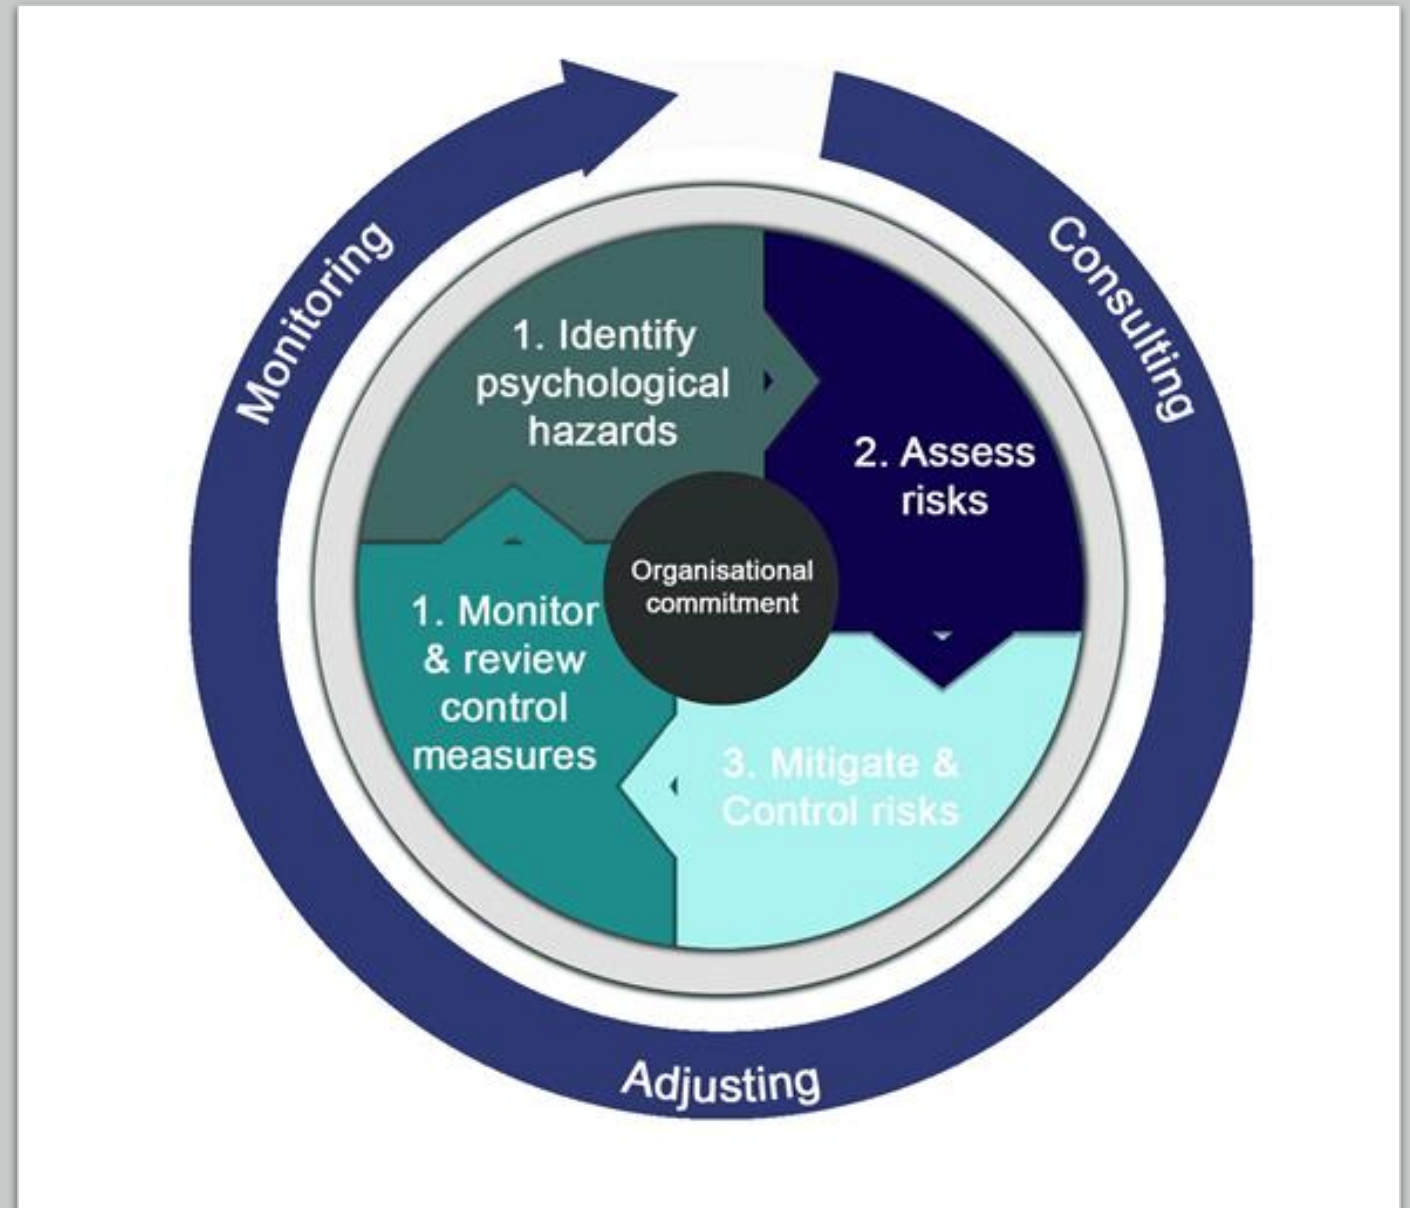 Monitoring
Consulting
1. Identify
psychological
hazards
2. Assess
risks
Organisational
commitment
1. Monitor
& review
control
measures
3. Mitigate &
Control risks
Adjusting